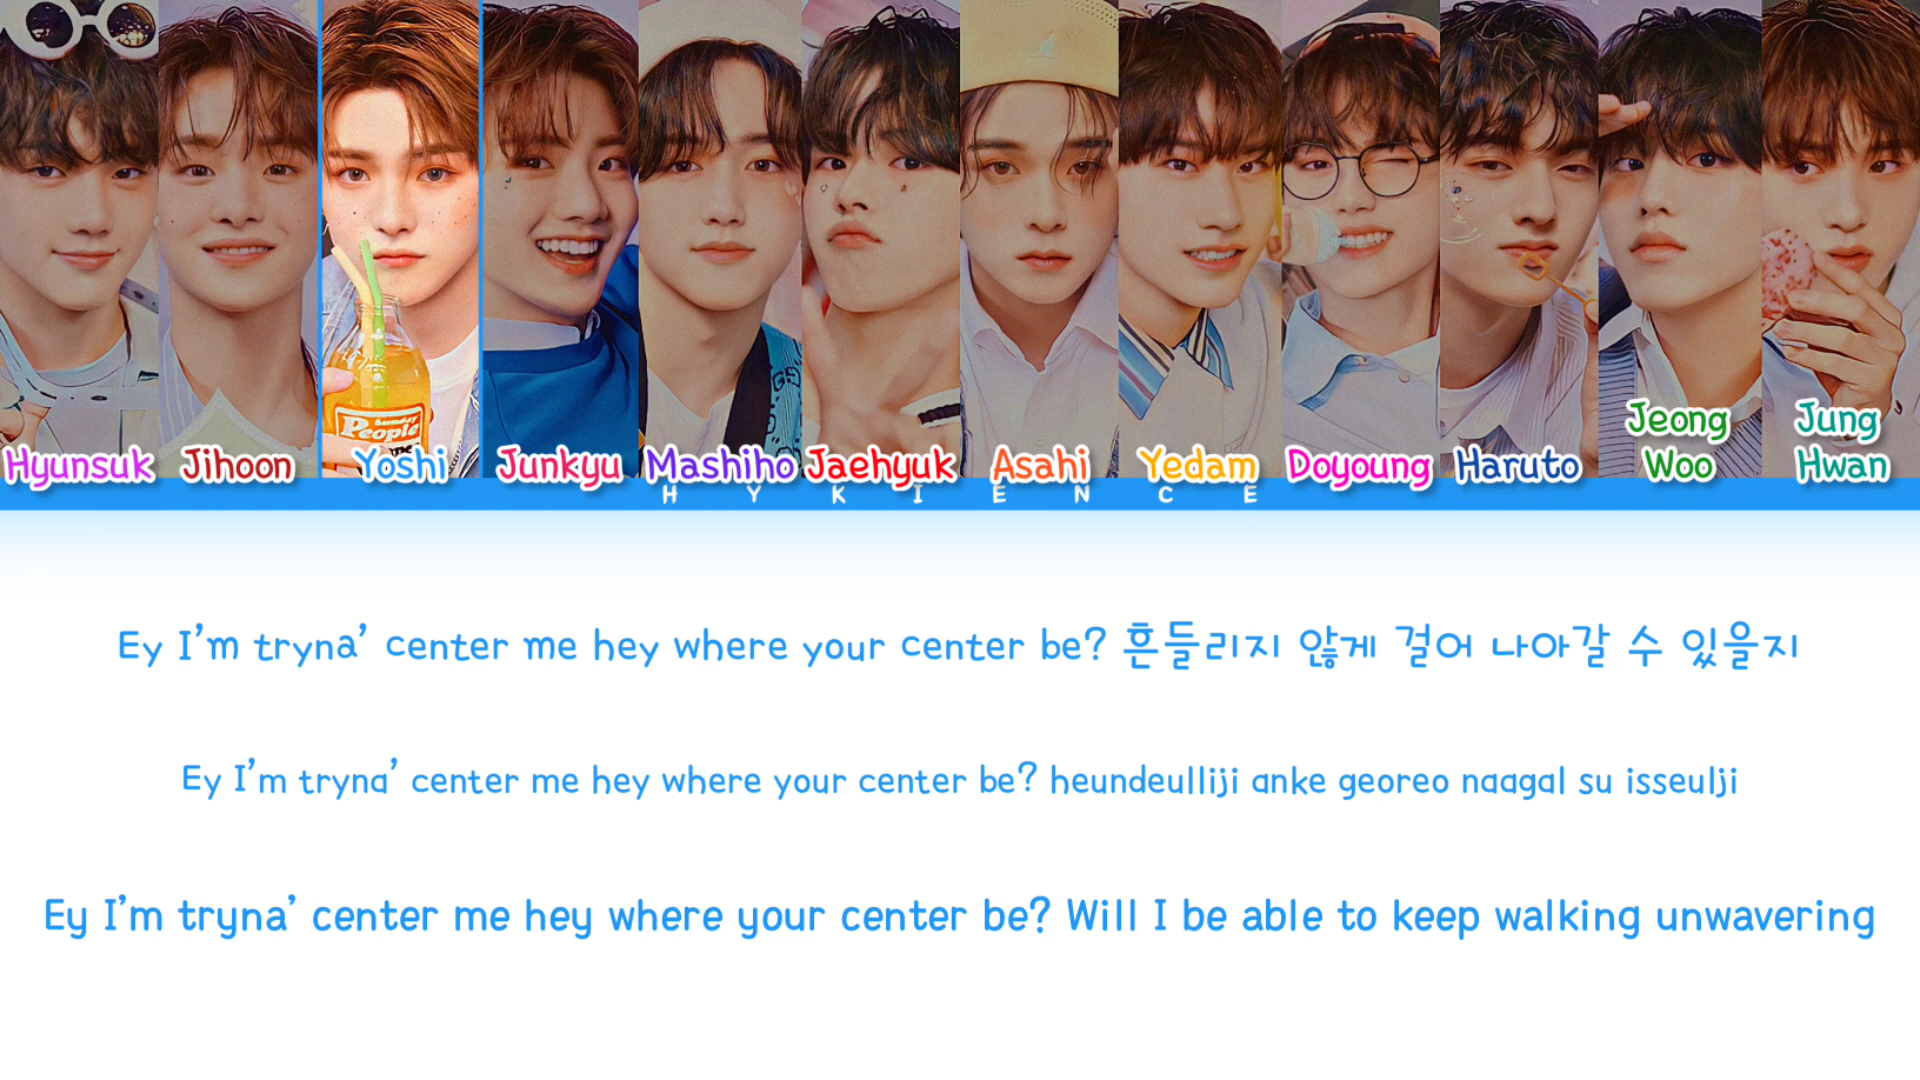 Hyunsuk Jihoon Yoshi Junkyu Mashiho Jaehyuk Asahi Yedam Doyoung Haruto Jeong Woo Jung Hwan
People
HYKIENCE
Ey I’m tryna’ center me hey where your center be? 흔들리지 않게 걸어 나아갈 수 있을지
Ey I’m tryna’ center me hey where your center be? heundeulliji anke georeo naagal su isseulji
Ey I’m tryna’ center me hey where your center be? Will I be able to keep walking unwavering